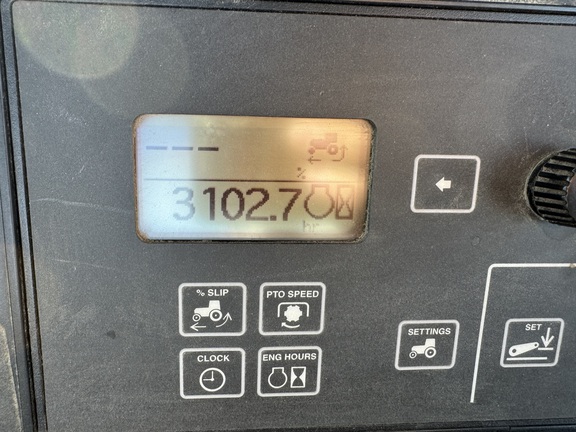 ---
%
3102.7
hr
% SLIP
PTO SPEED
CLOCK
ENG HOURS
SETTINGS
SET